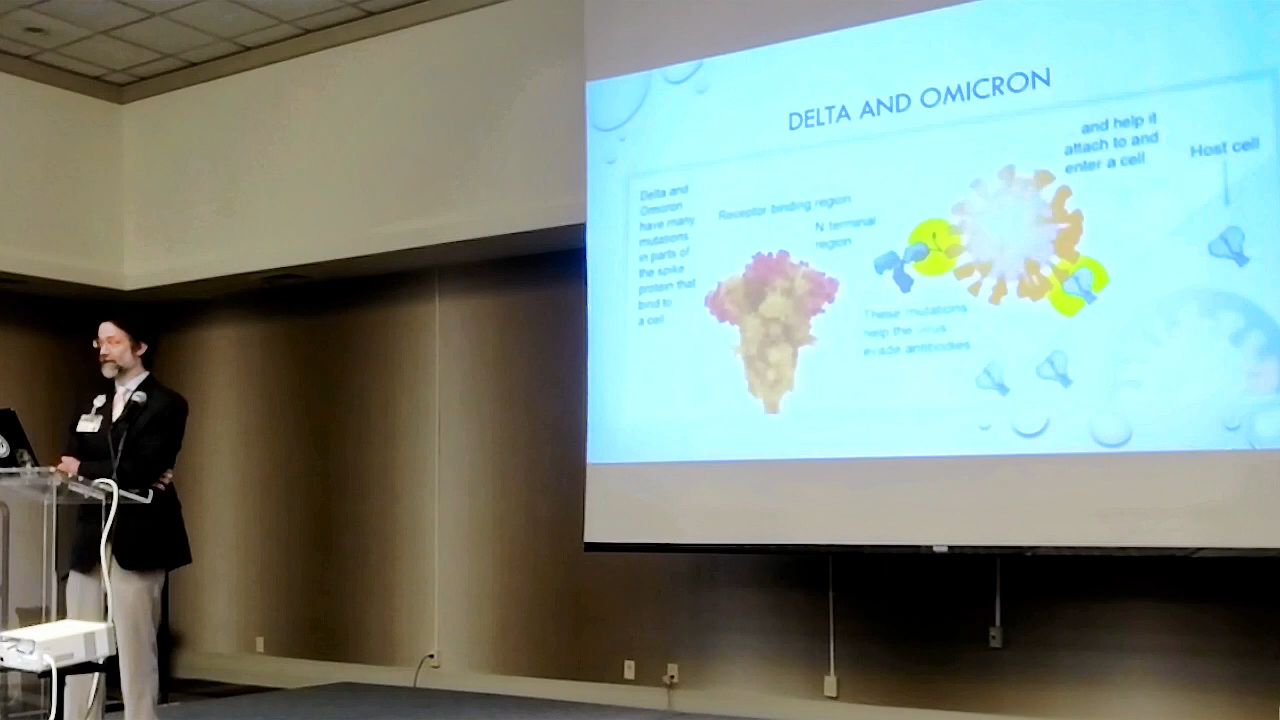 DELTA AND OMICRON
Delta and
Omicron
have many
mutations
in parts of
the spike
protein that
bind to
a cell
Receptor binding region
N terminal
region
These mutations
help the virus
evade antibodies
and help it
attach to and
enter a cell
Host cell